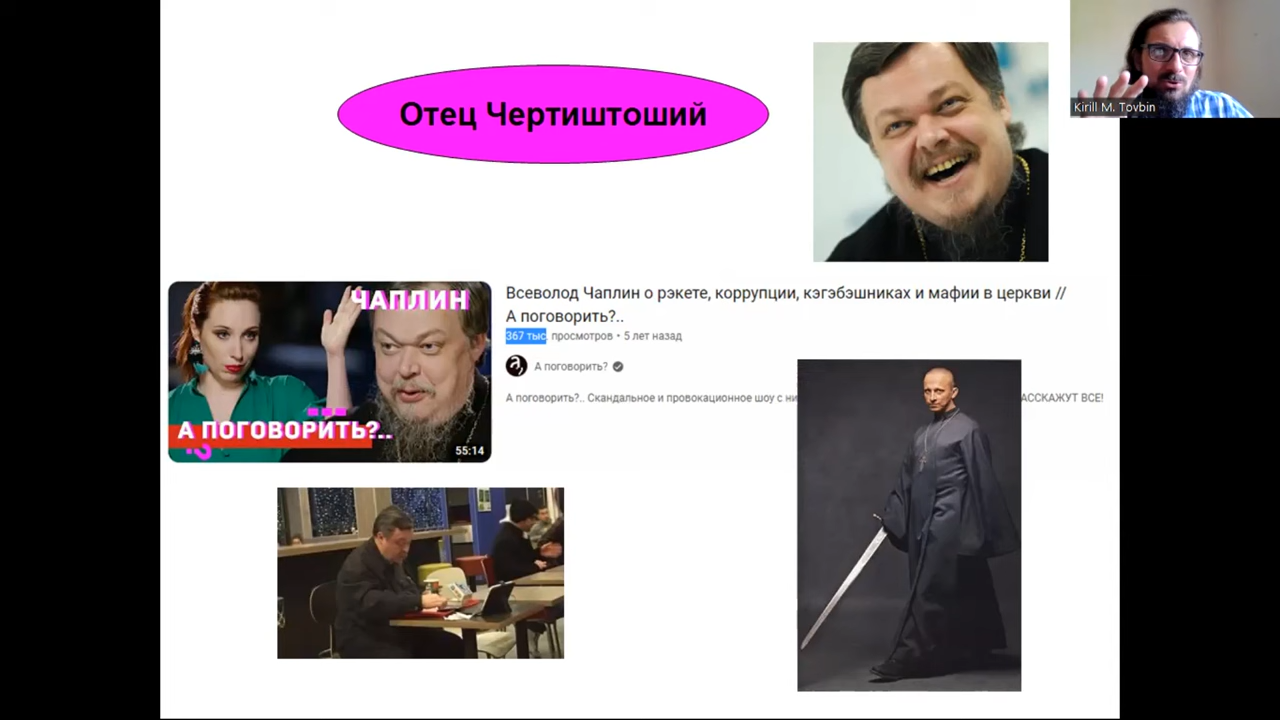 Отец Чертиштоший
Kirill M. Tovbin
ЧАПЛИН
А ПОГОВОРИТЬ?..
55:14
Всеволод Чаплин о рэкете, коррупции, кэгэбэшниках и мафии в церкви //
А поговорить?..
367 тыс. просмотров • 5 лет назад
А поговорить?
А поговорить?.. Скандальное и провокационное шоу с ни
АССКАЖУТ ВСЕ!